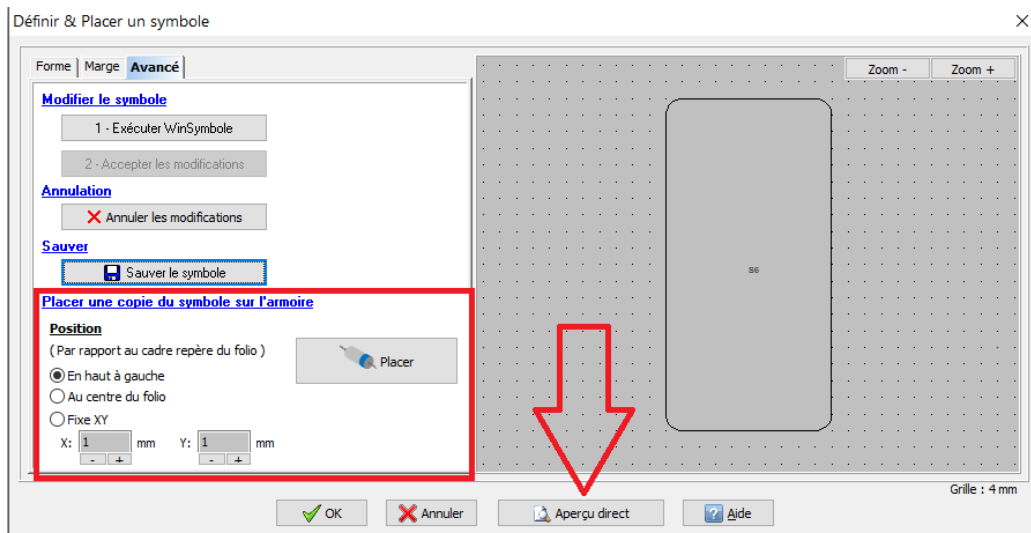 Définir & Placer un symbole
Forme Marge Avancé
Zoom - Zoom +
Modifier le symbole
1 - Exécuter WinSymbole
2 - Accepter les modifications
Annulation
Annuler les modifications
Sauver
Sauver le symbole
S6
Placer une copie du symbole sur l'armoire
Position
( Par rapport au cadre repère du folio )
Placer
En haut à gauche
Au centre du folio
Fixe XY
X: 1 mm Y: 1 mm
- + - +
Grille : 4 mm
OK Annuler Aperçu direct Aide